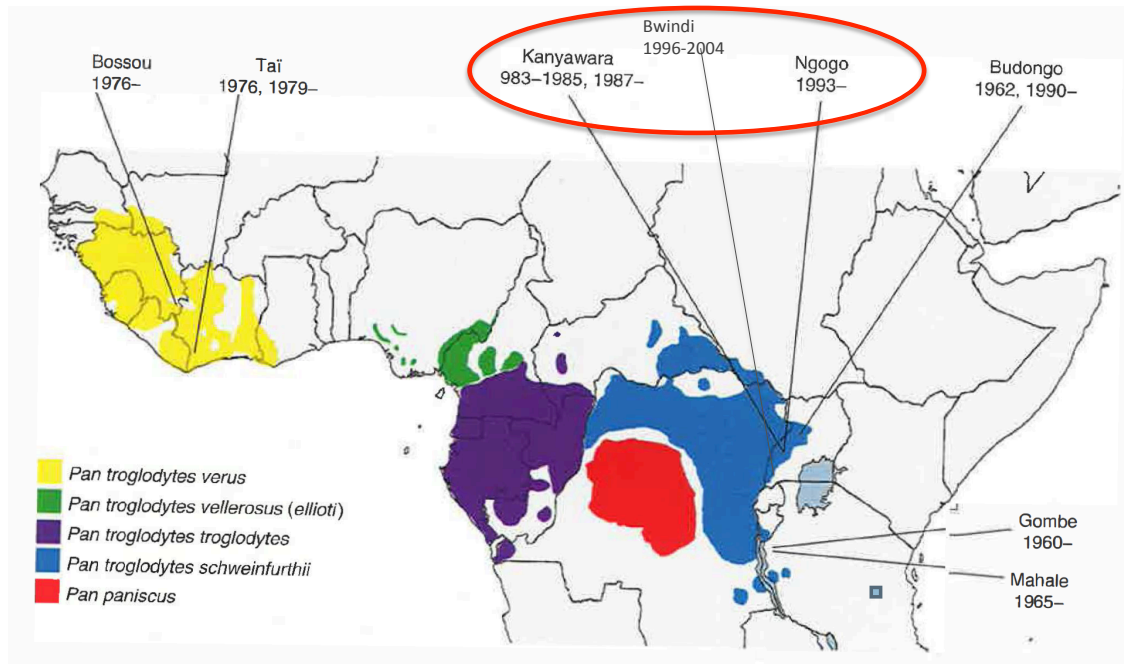 Bossou
1976–
Taï
1976, 1979–
Kanyawara
983–1985, 1987–
Bwindi
1996-2004
Ngogo
1993–
Budongo
1962, 1990–
Pan troglodytes verus
Pan troglodytes vellerosus (ellioti)
Pan troglodytes troglodytes
Pan troglodytes schweinfurthii
Pan paniscus
Gombe
1960–
Mahale
1965–